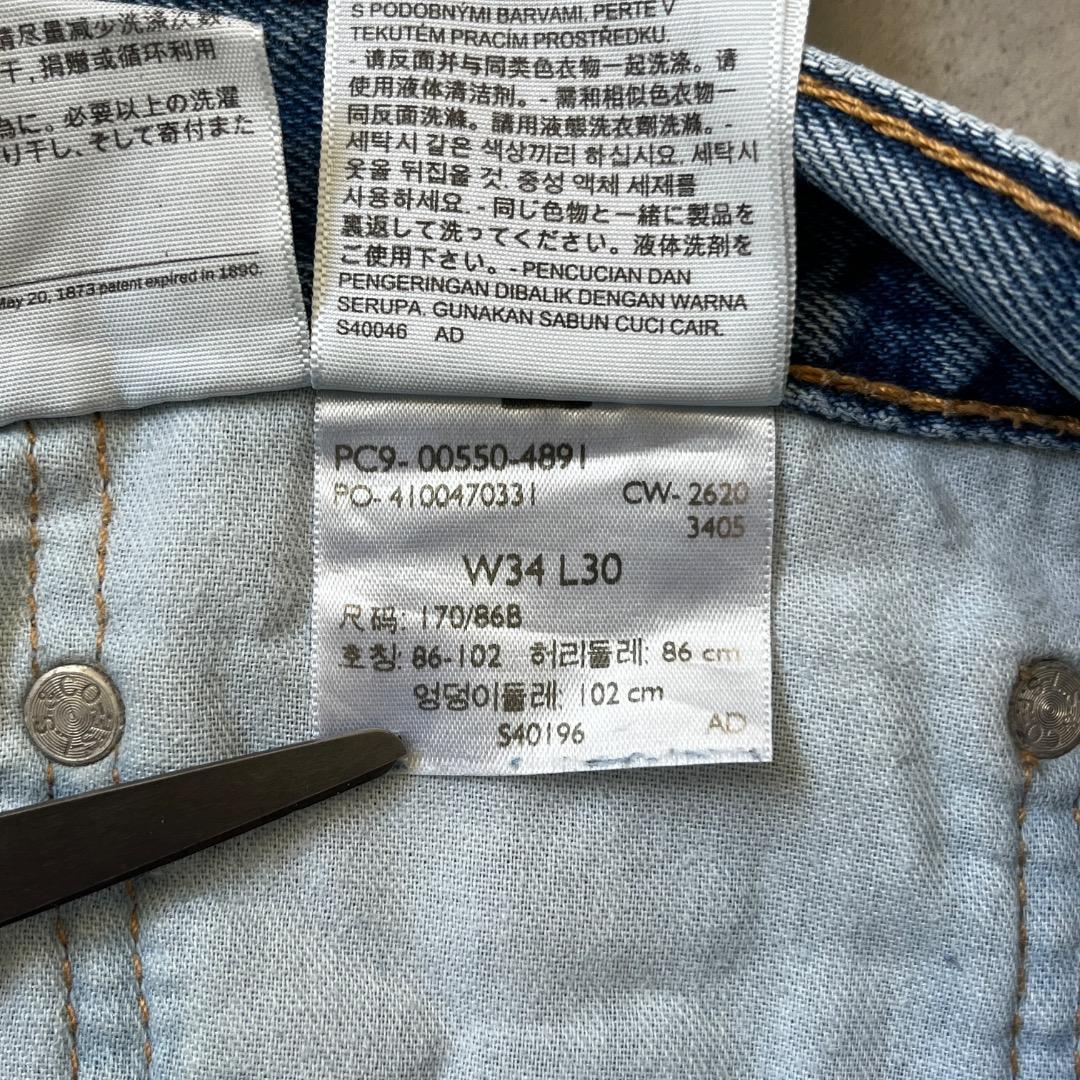 请尽量减少洗涤次数
干,捐赠或循环利用
為に。必要以上の洗濯
り干し、そして寄付また
May 20, 1873 patent expired in 1890.
S PODOBNÝMI BARVAMI. PERTE V
TEKUTÉM PRACÍM PROSTŘEDKU.
- 请反面并与同类色衣物一起洗涤。请
使用液体清洁剂。- 需和相似色衣物一
同反面洗滌。請用液態洗衣劑洗滌。-
세탁시 같은 색상끼리 하십시요. 세탁시
옷을 뒤집을 것. 중성 액체 세제를
사용하세요. - 同じ色物と一緒に製品を
裏返して洗ってください。液体洗剤を
ご使用下さい。- PENCUCIAN DAN
PENGERINGAN DIBALIK DENGAN WARNA
SERUPA. GUNAKAN SABUN CUCI CAIR.
S40046 AD
PC9- 00550-4891
PO- 4100470331 CW- 2620
3405
W34 L30
尺码: 170/86B
호칭: 86-102 허리둘레: 86 cm
엉덩이둘레: 102 cm
S40196 AD